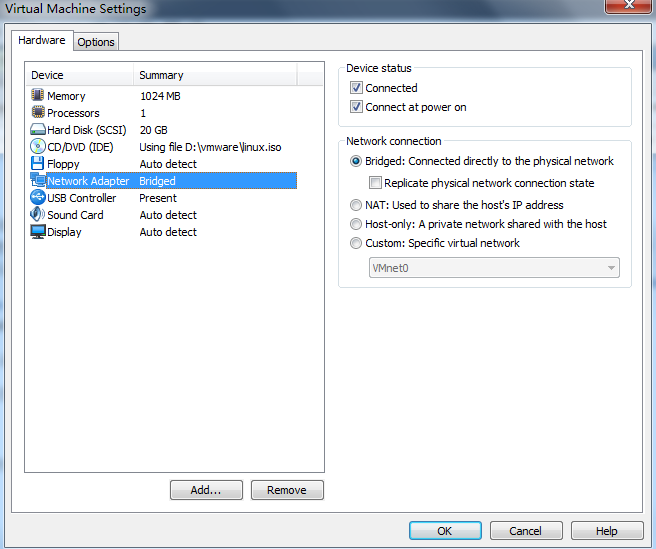 Virtual Machine Settings
Hardware Options
Device Summary
Memory 1024 MB
Processors 1
Hard Disk (SCSI) 20 GB
CD/DVD (IDE) Using file D:\vmware\linux.iso
Floppy Auto detect
Network Adapter Bridged
USB Controller Present
Sound Card Auto detect
Display Auto detect
Add... Remove
Device status
Connected
Connect at power on
Network connection
Bridged: Connected directly to the physical network
Replicate physical network connection state
NAT: Used to share the host's IP address
Host-only: A private network shared with the host
Custom: Specific virtual network
VMnet0
OK Cancel Help